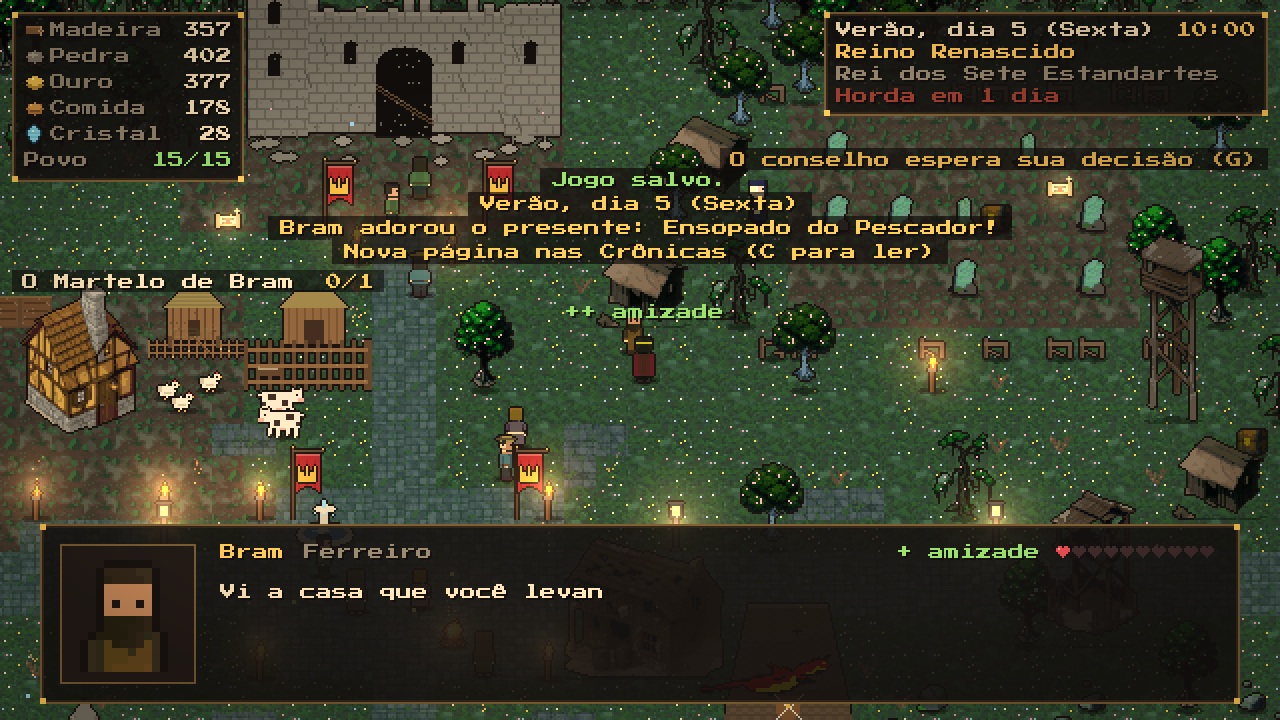 Madeira 357
Pedra 402
Ouro 377
Comida 178
Cristal 28
Povo 15/15
Verão, dia 5 (Sexta) 10:00
Reino Renascido
Rei dos Sete Estandartes
Horda em 1 dia
O conselho espera sua decisão (G)
Jogo salvo.
Verão, dia 5 (Sexta)
Bram adorou o presente: Ensopado do Pescador!
Nova página nas Crônicas (C para ler)
O Martelo de Bram 0/1
++ amizade
Bram Ferreiro + amizade
Vi a casa que você levan